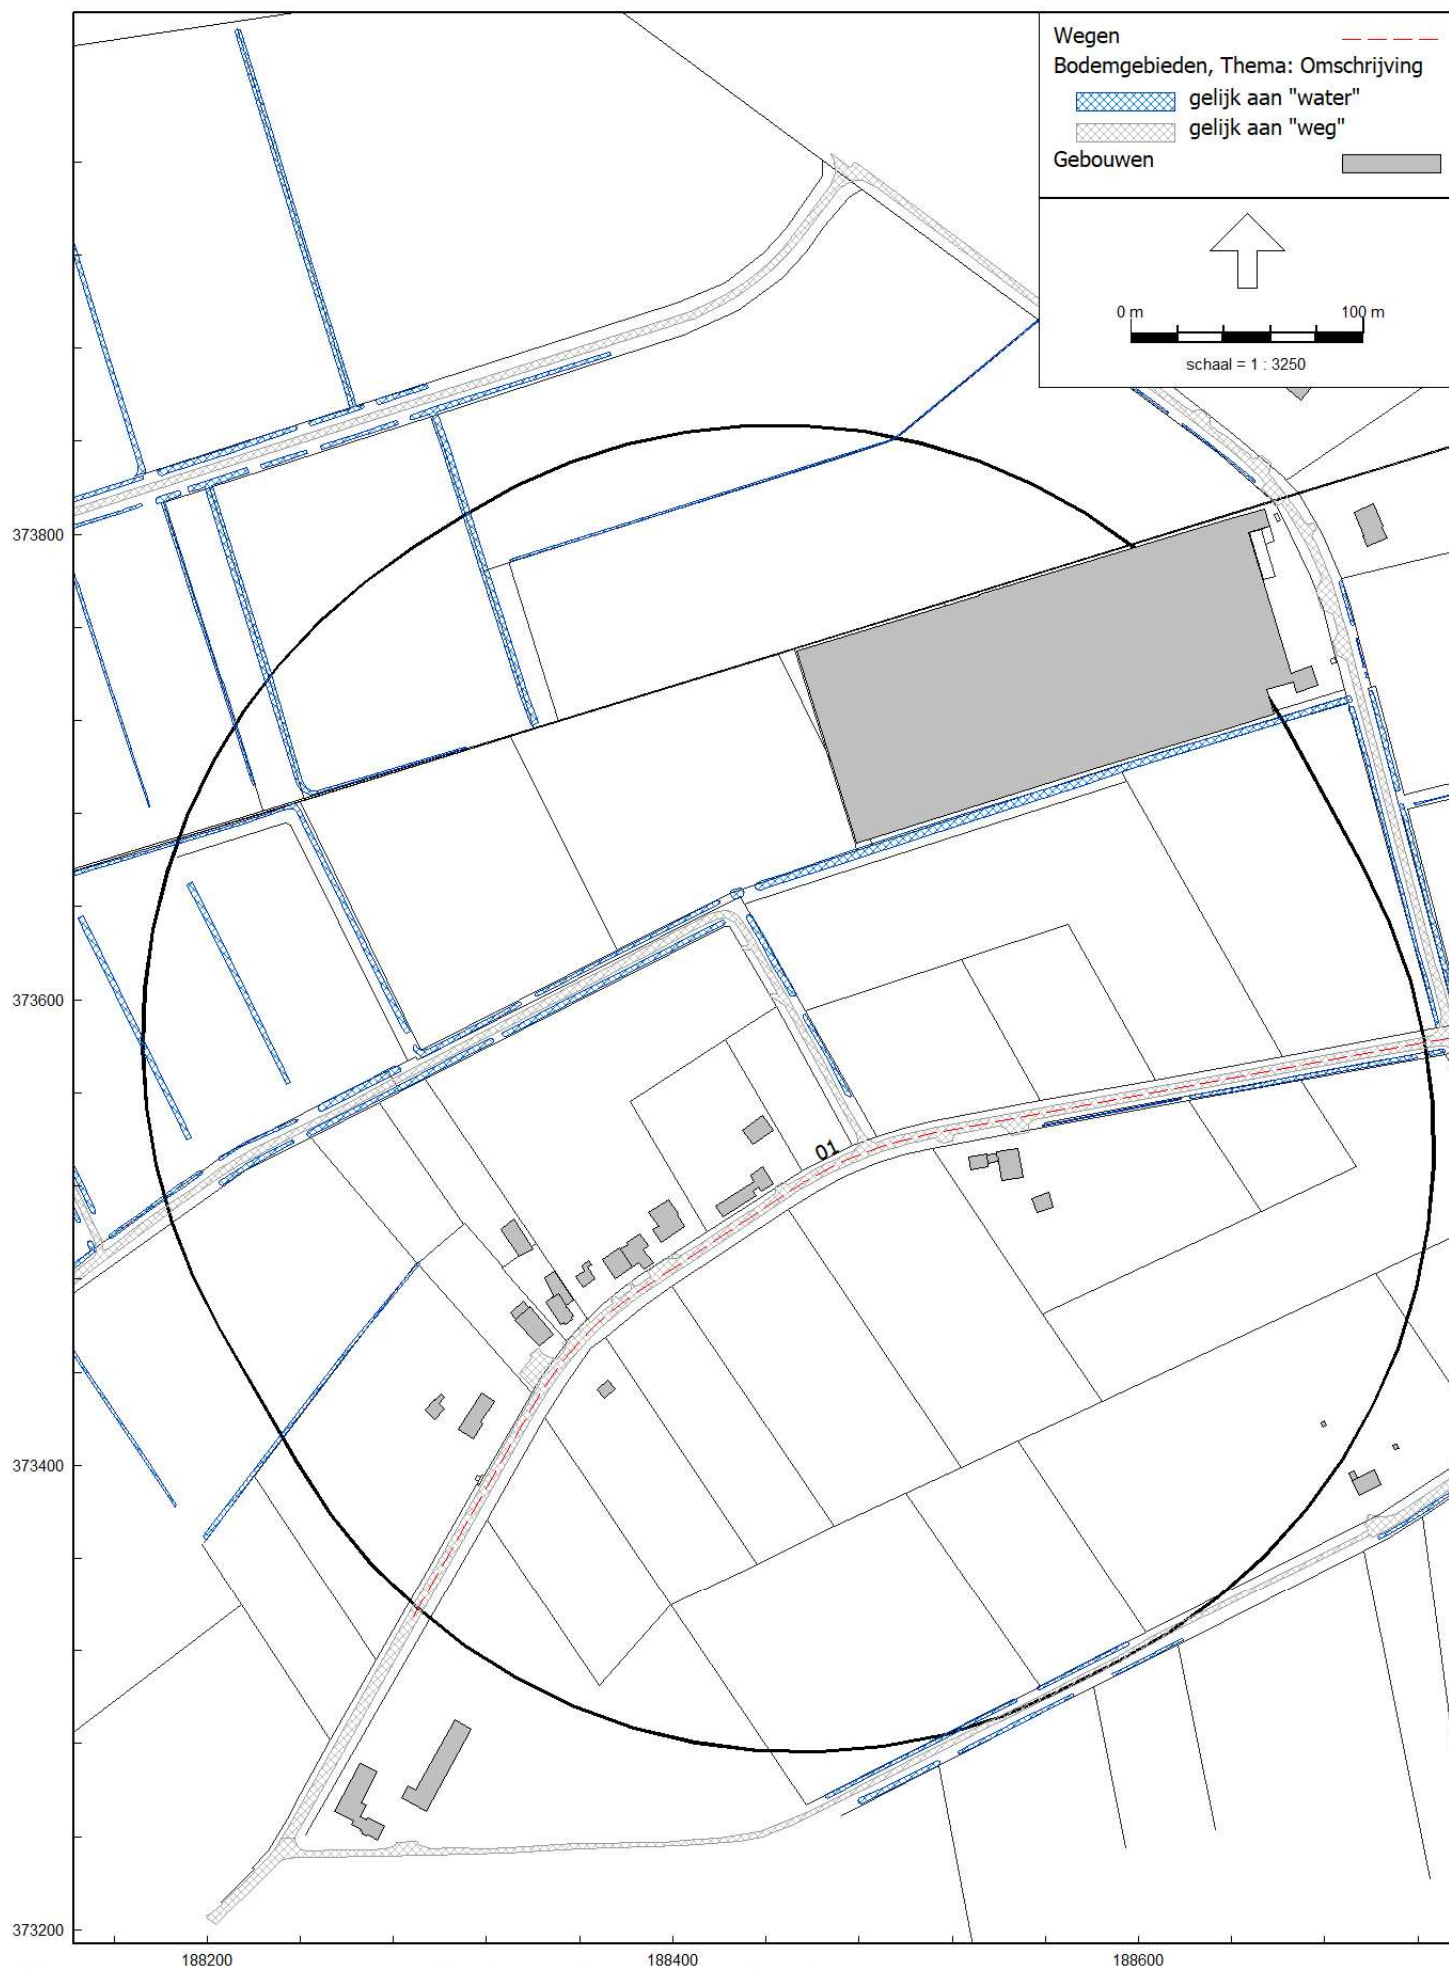 Wegen
Bodemgebieden, Thema: Omschrijving
gelijk aan "water"
gelijk aan "weg"
Gebouwen
0 m 100 m
schaal = 1 : 3250
373800
373600
01
373400
373200
188200 188400 188600